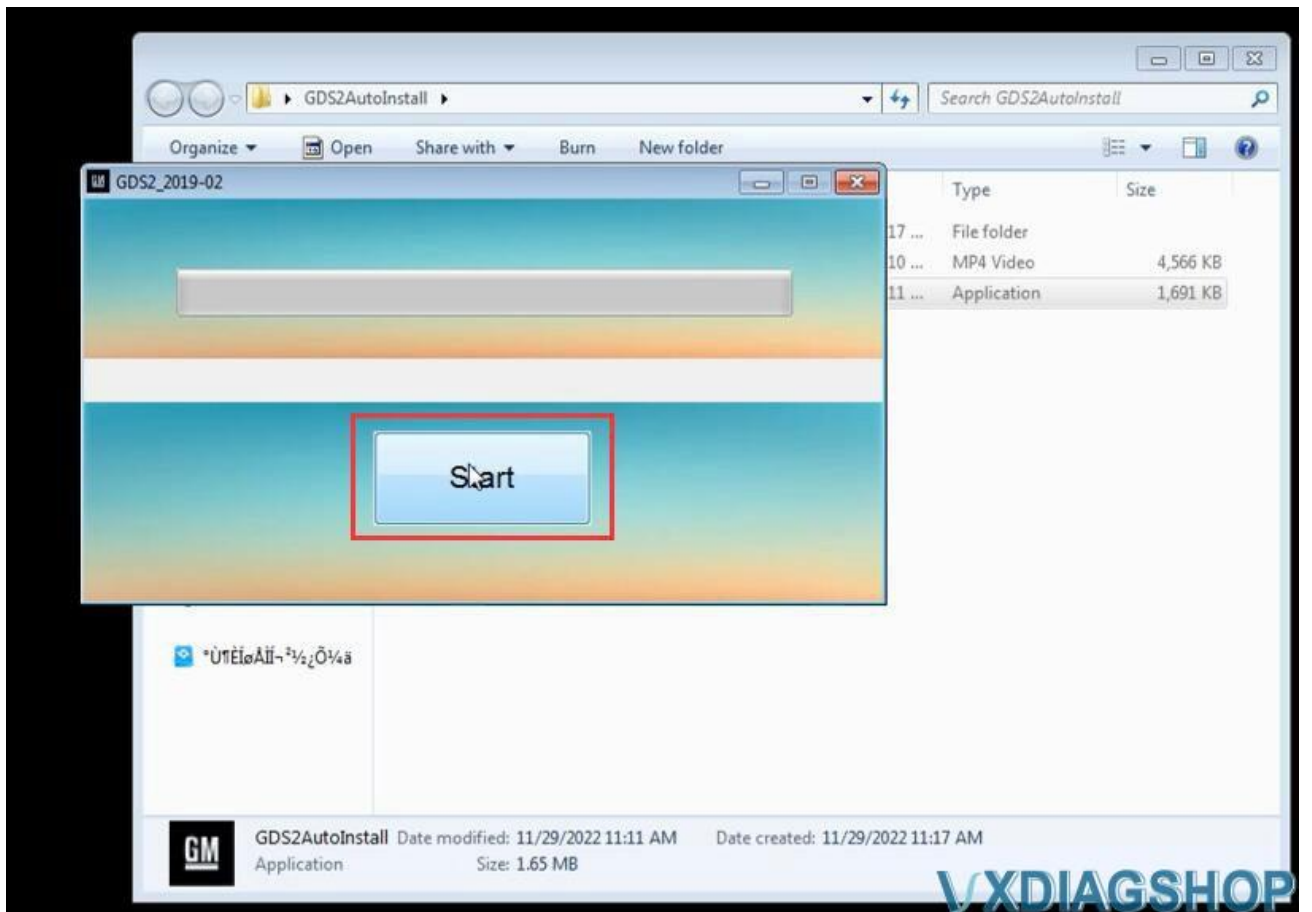 GDS2AutoInstall
Search GDS2AutoInstall
Organize
Open
Share with
Burn
New folder
GDS2_2019-02
Type
Size
17 ...
File folder
10 ...
MP4 Video
4,566 KB
11 ...
Application
1,691 KB
Start
°Ù¶ÈÍøÅÌÍ¬²½¿Õ¼ä
GM
GDS2AutoInstall Date modified: 11/29/2022 11:11 AM Date created: 11/29/2022 11:17 AM
Application Size: 1.65 MB
VXDIAGSHOP